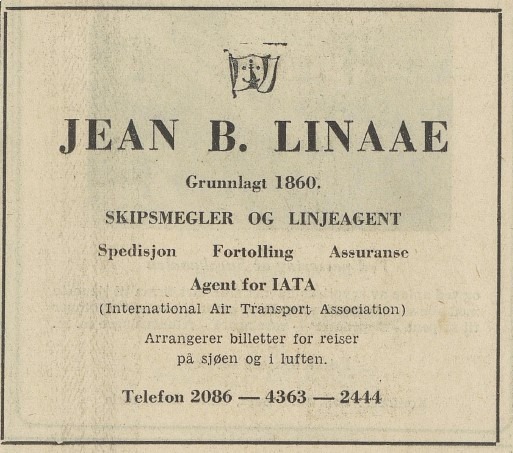 JEAN B. LINAAE
Grunnlagt 1860.
SKIPSMEGLER OG LINJEAGENT
Spedisjon Fortolling Assuranse
Agent for IATA
(International Air Transport Association)
Arrangerer billetter for reiser
på sjøen og i luften.
Telefon 2086 — 4363 — 2444